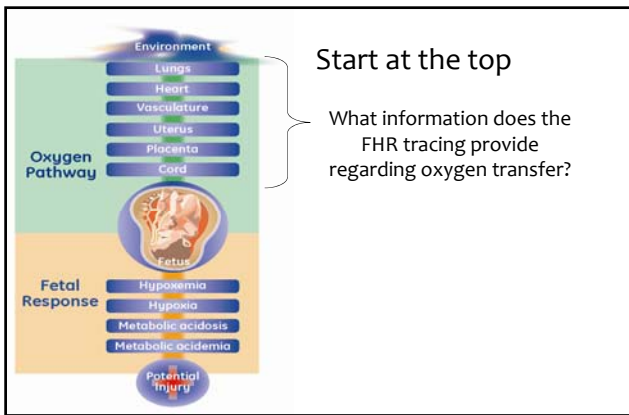 Environment
Lungs
Heart
Vasculature
Uterus
Placenta
Cord
Oxygen
Pathway
Fetus
Fetal
Response
Hypoxemia
Hypoxia
Metabolic acidosis
Metabolic acidemia
Potential
Injury
Start at the top
What information does the
FHR tracing provide
regarding oxygen transfer?